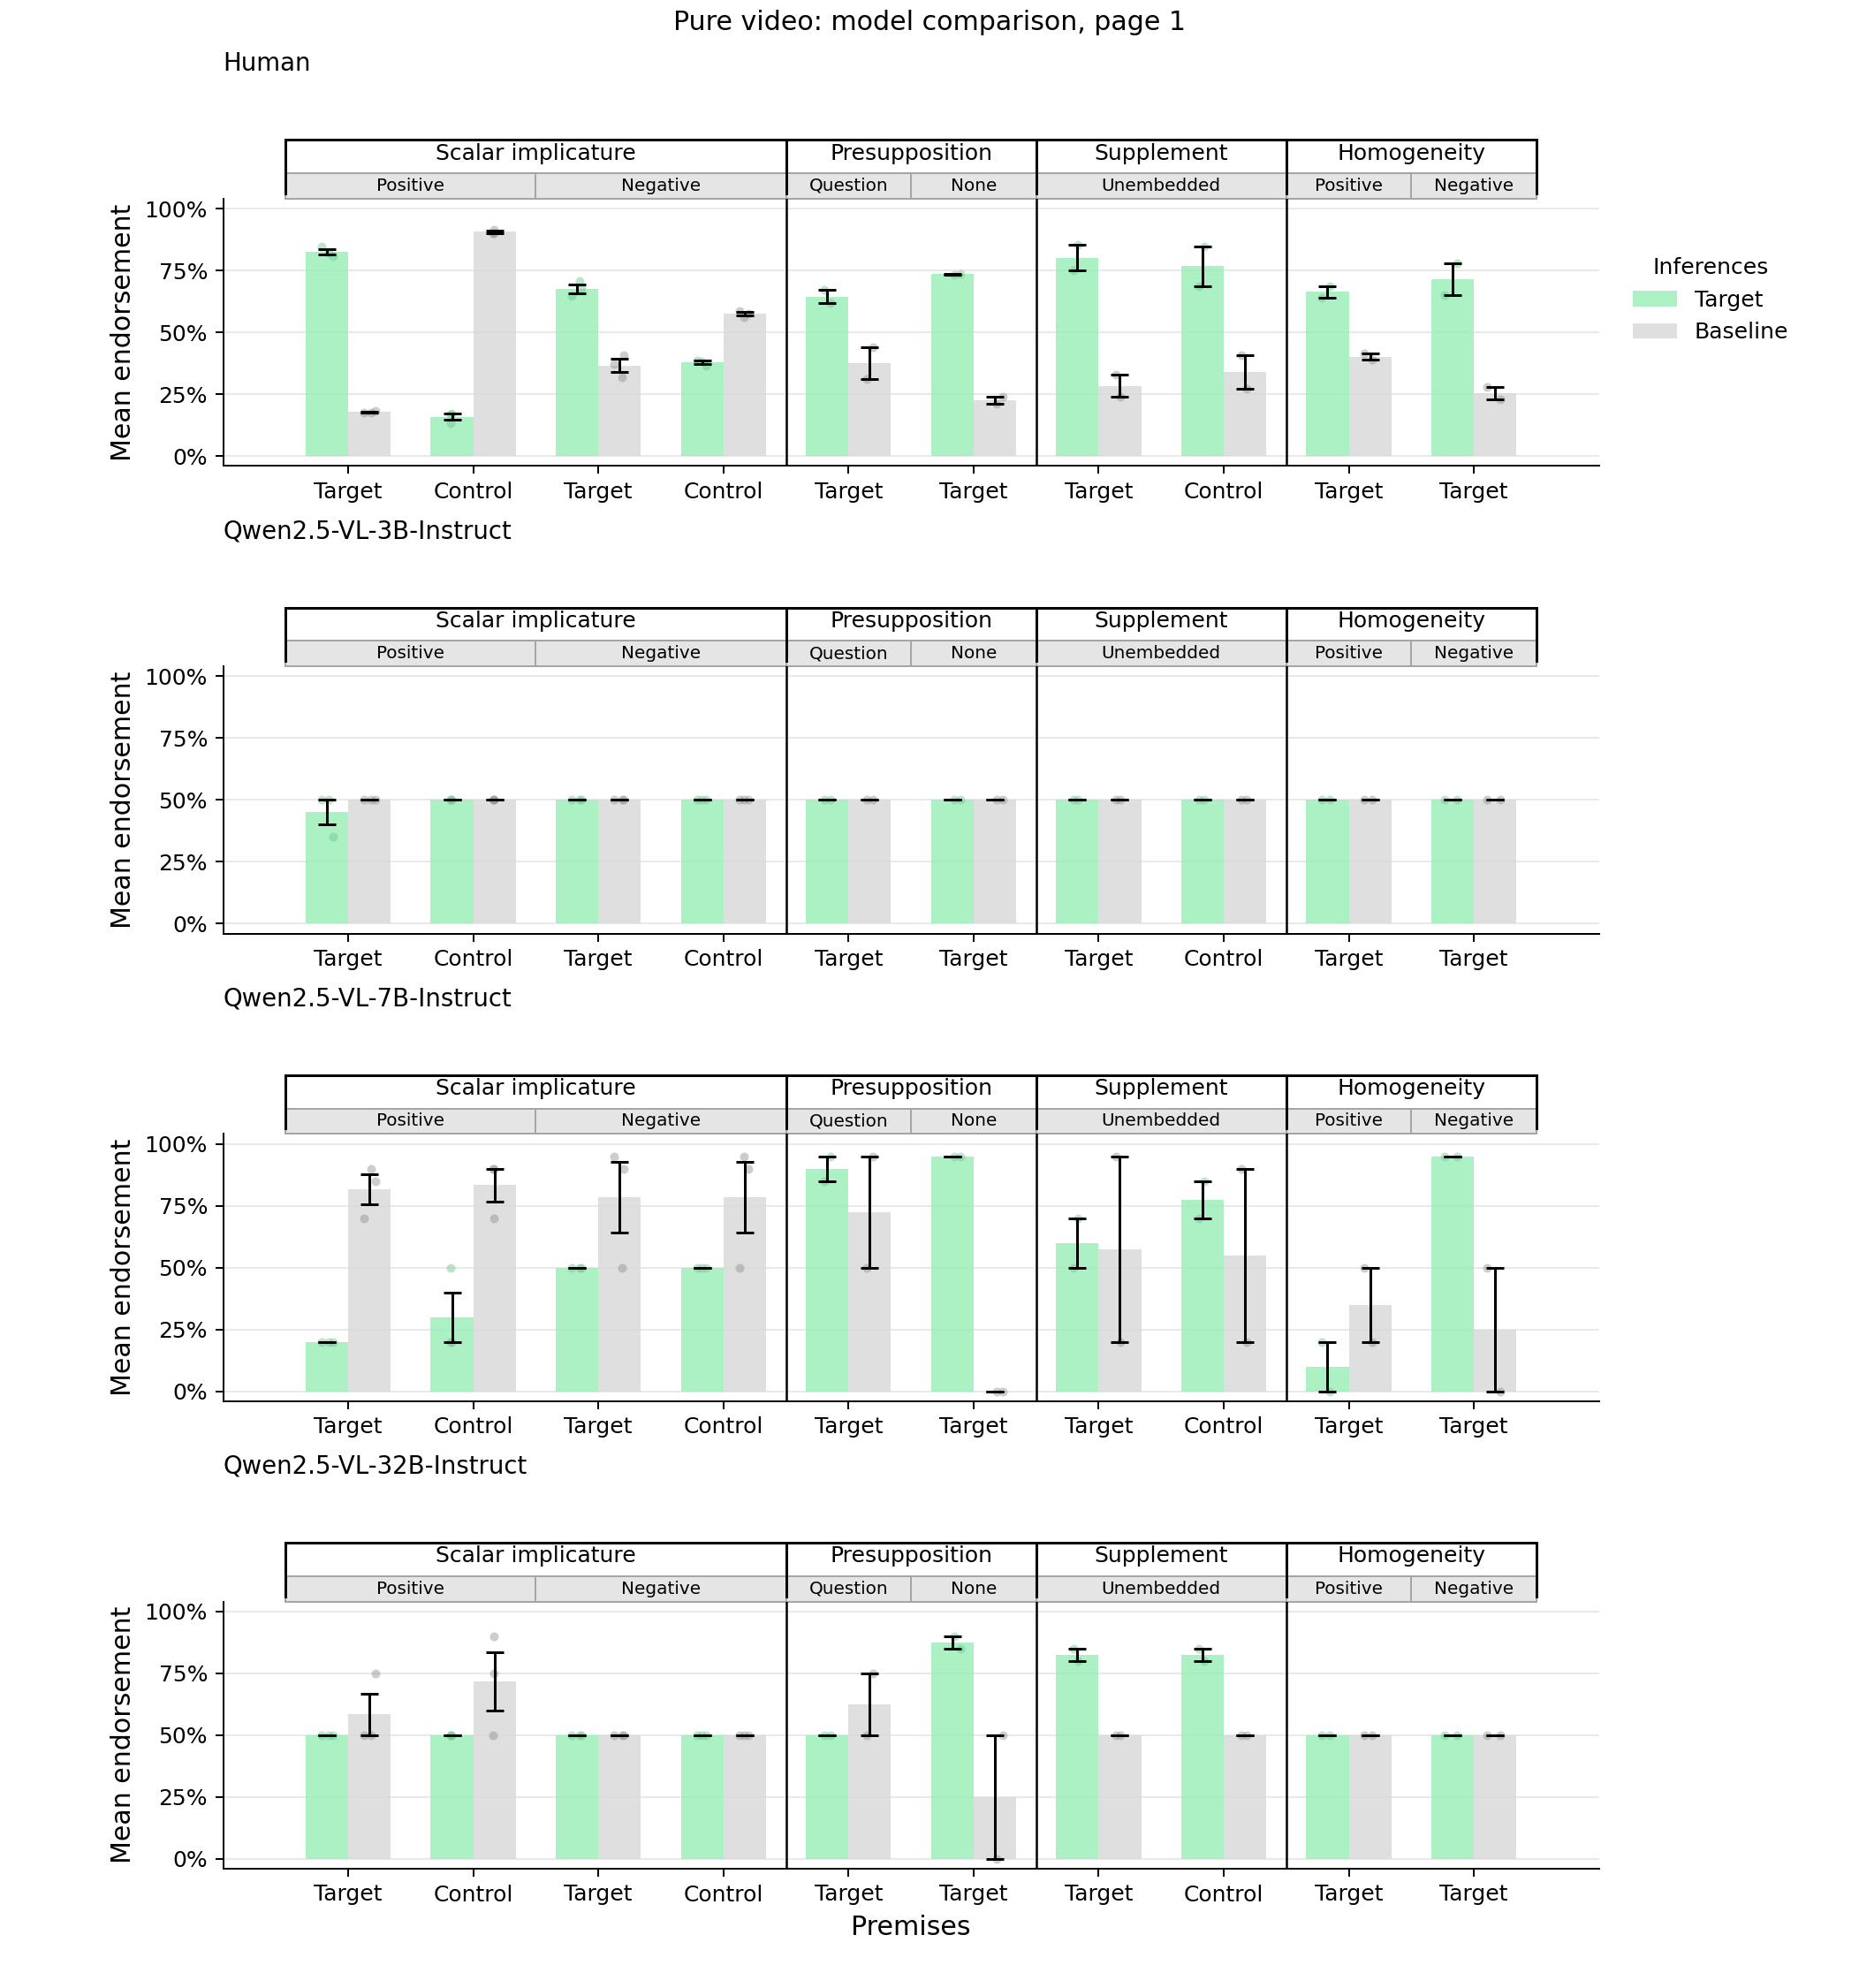 Pure video: model comparison, page 1
Human
Scalar implicature Presupposition Supplement Homogeneity
Positive Negative Question None Unembedded Positive Negative
Mean endorsement
100%
75%
50%
25%
0%
Target Control Target Control Target Target Target Control Target Target
Inferences
Target
Baseline
Qwen2.5-VL-3B-Instruct
Scalar implicature Presupposition Supplement Homogeneity
Positive Negative Question None Unembedded Positive Negative
Mean endorsement
100%
75%
50%
25%
0%
Target Control Target Control Target Target Target Control Target Target
Qwen2.5-VL-7B-Instruct
Scalar implicature Presupposition Supplement Homogeneity
Positive Negative Question None Unembedded Positive Negative
Mean endorsement
100%
75%
50%
25%
0%
Target Control Target Control Target Target Target Control Target Target
Qwen2.5-VL-32B-Instruct
Scalar implicature Presupposition Supplement Homogeneity
Positive Negative Question None Unembedded Positive Negative
Mean endorsement
100%
75%
50%
25%
0%
Target Control Target Control Target Target Target Control Target Target
Premises